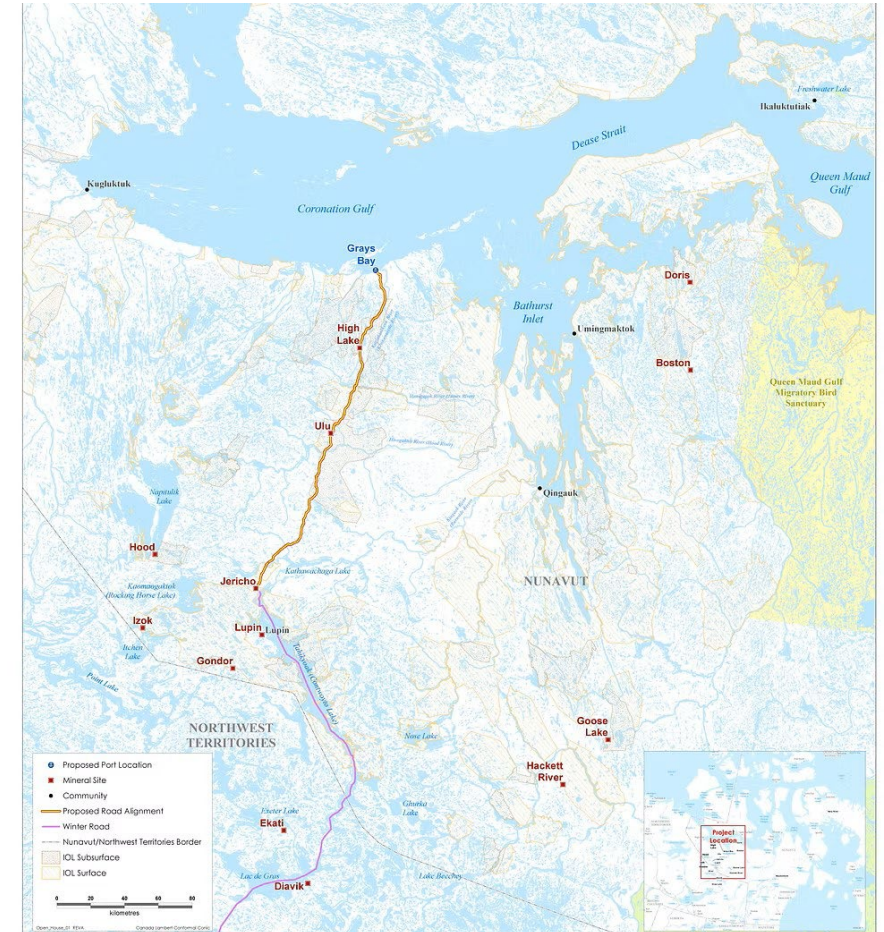 Freshwater Lake
Ikaluktutiak
Dease Strait
Queen Maud
Gulf
Kugluktuk
Coronation Gulf
Grays
Bay
Doris
Bathurst
Inlet
High
Lake
Umingmaktok
Boston
Queen Maud Gulf
Migratory Bird
Sanctuary
Ulu
Qingauk
Hood
Kathawachaga Lake
Jericho
NUNAVUT
(Rocking Horse Lake)
Izok
Lupin
Lupin
Itchen
Lake
Gondor
Point Lake
NORTHWEST
TERRITORIES
Goose
Lake
Nose Lake
Hackett
River
Ghurka
Lake
Exeter Lake
Ekati
Lac de Gras
Diavik
Lake Beechey
Proposed Port Location
Mineral Site
Community
Proposed Road Alignment
Winter Road
Nunavut/Northwest Territories Border
IOL Subsurface
IOL Surface
0 20 40 60 80
kilometres
Canada Lambert Conformal Conic
Project
Location